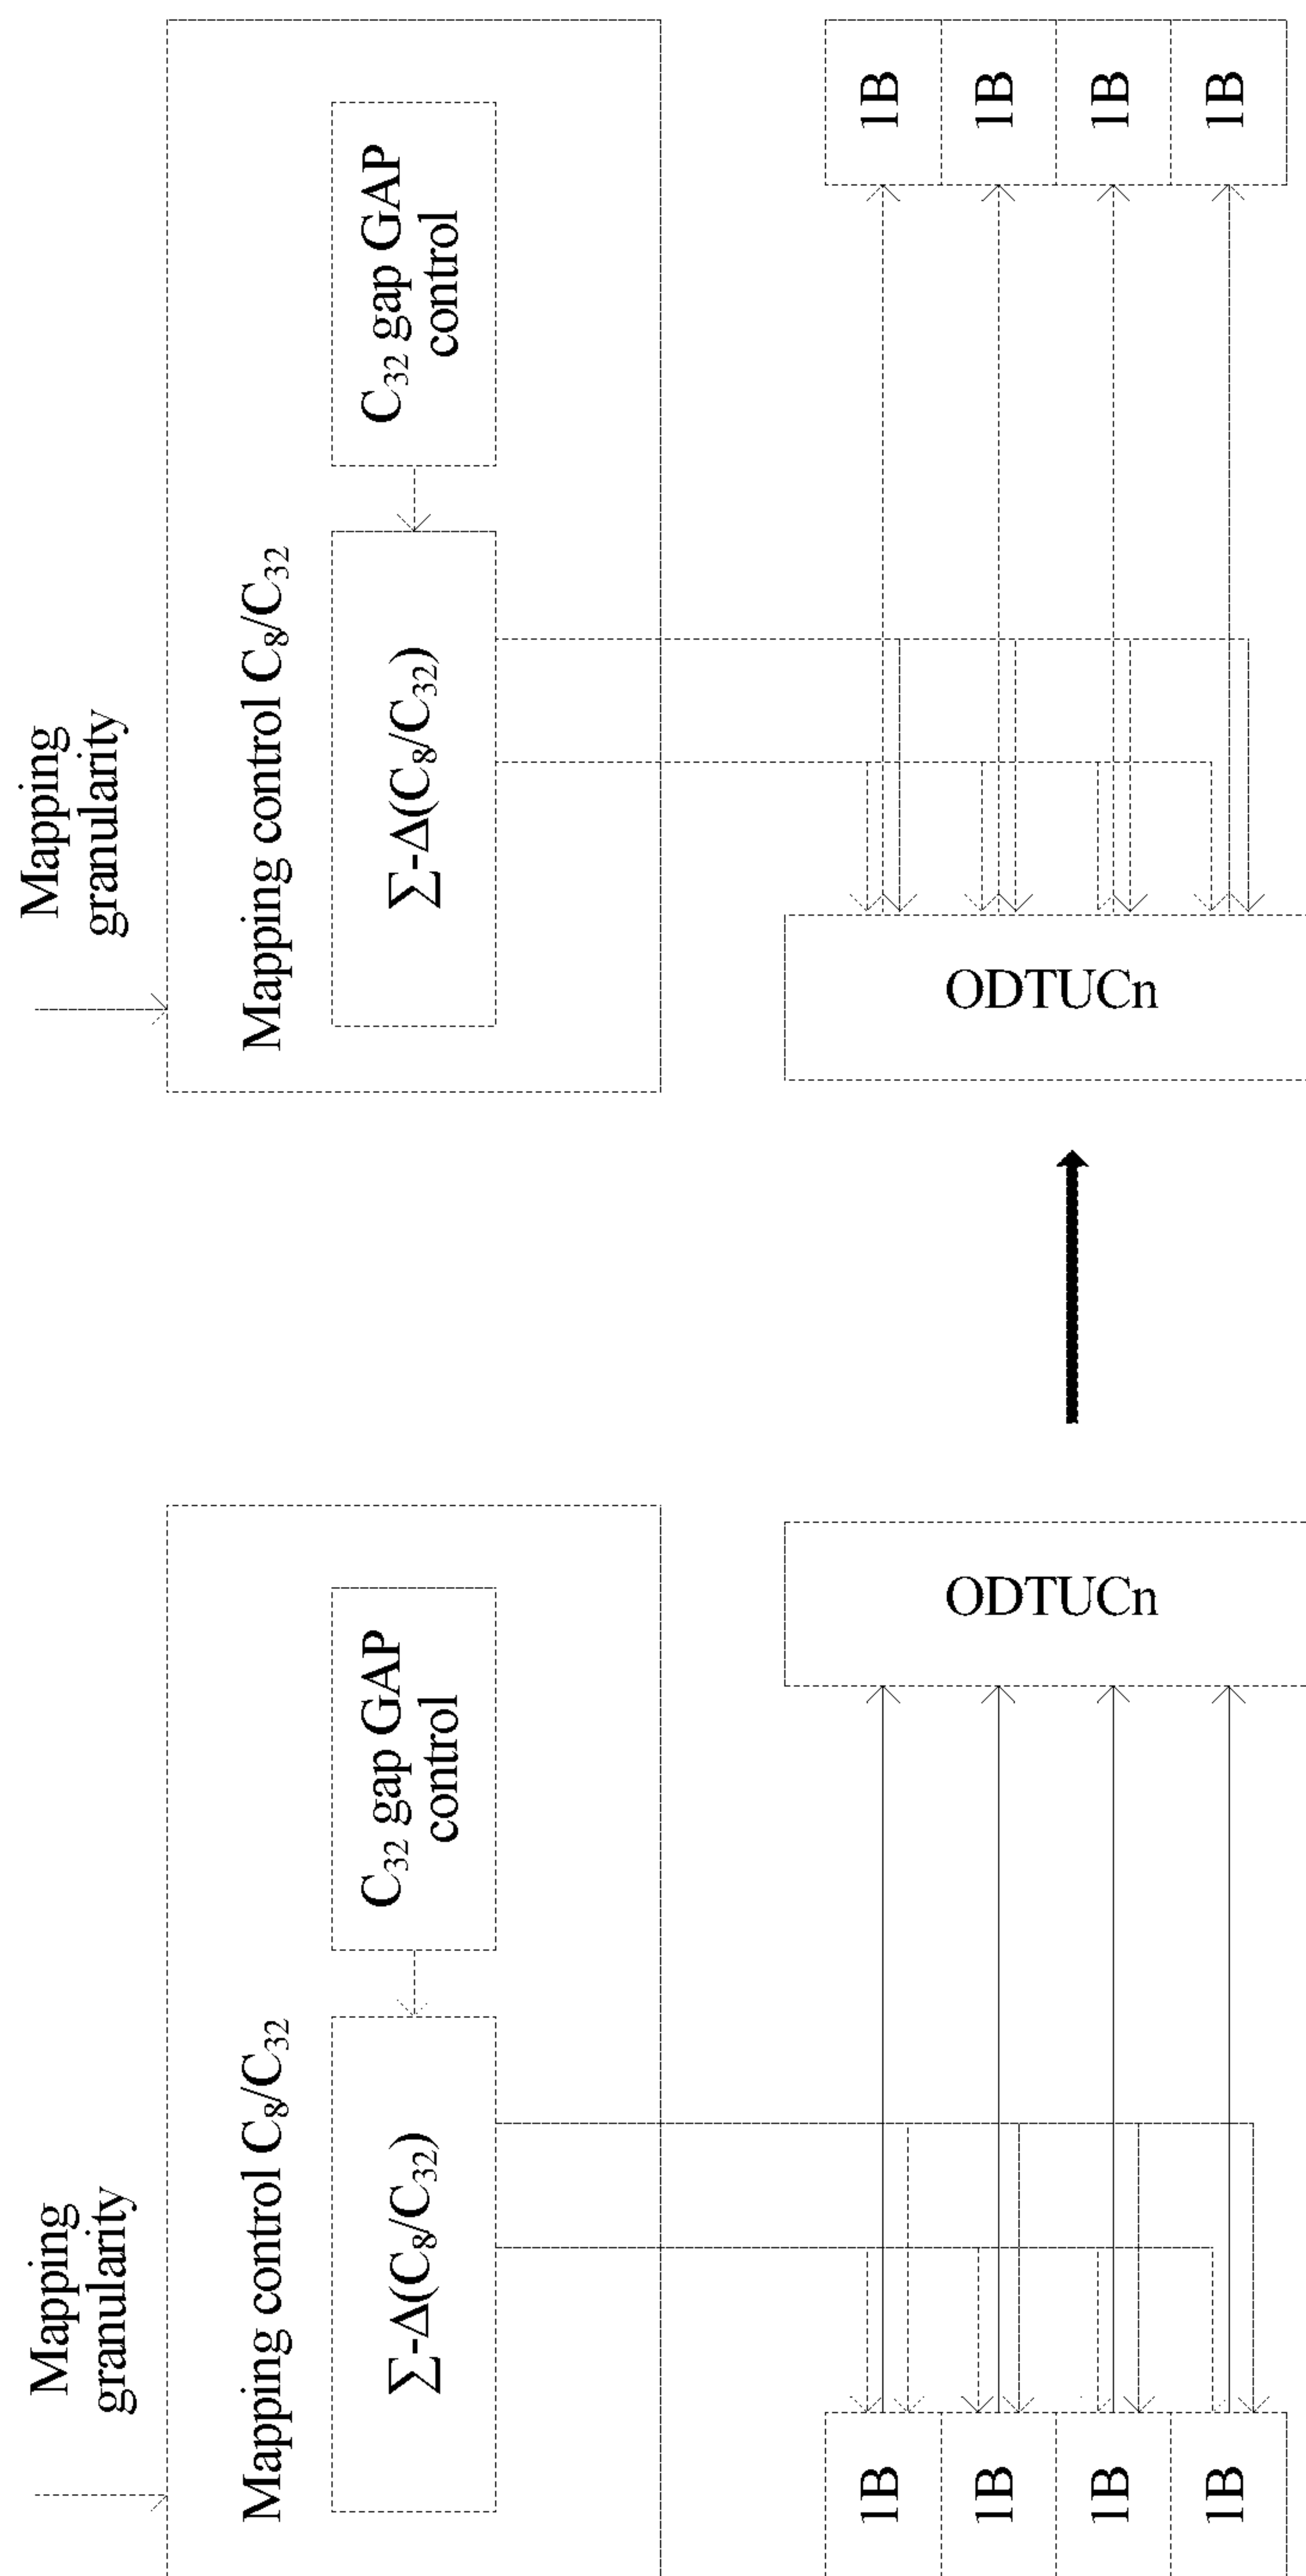 Mapping
granularity
Mapping control C₈/C₃₂
Σ-Δ(C₈/C₃₂)
C₃₂ gap GAP
control
1B
1B
1B
1B
ODTUCn
Mapping
granularity
Mapping control C₈/C₃₂
Σ-Δ(C₈/C₃₂)
C₃₂ gap GAP
control
ODTUCn
1B
1B
1B
1B